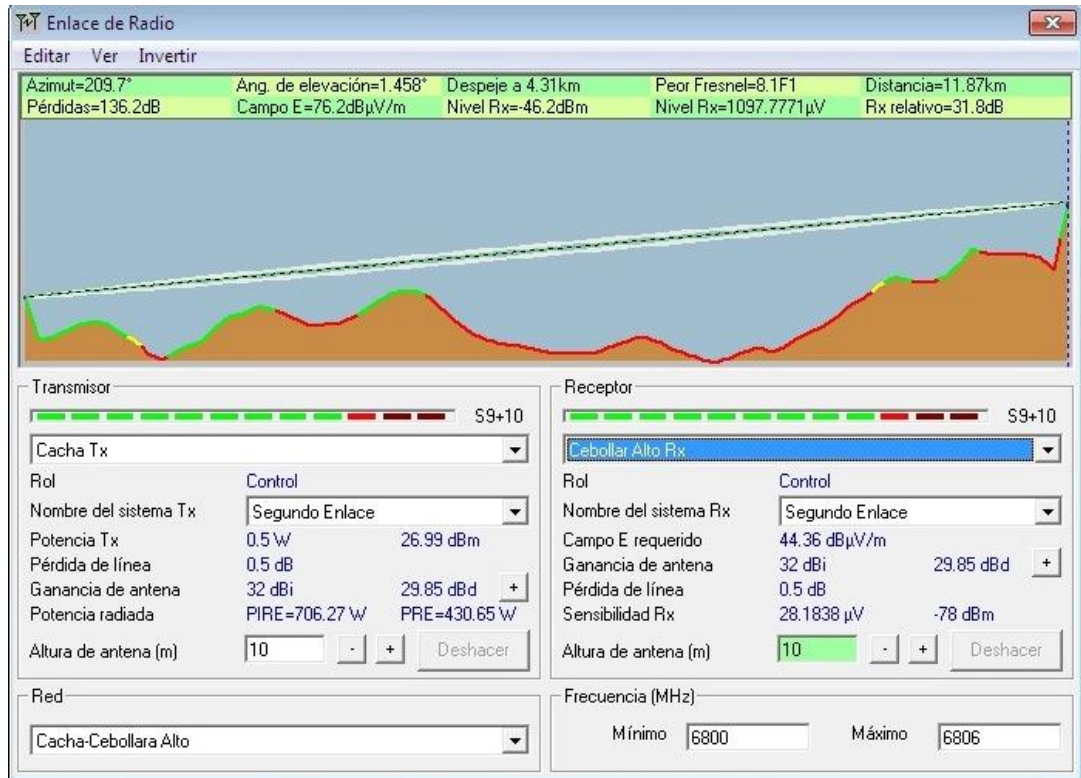 Enlace de Radio
Editar Ver Invertir
Azimut=209.7° Ang. de elevación=1.458° Despeje a 4.31km Peor Fresnel=8.1F1 Distancia=11.87km
Pérdidas=136.2dB Campo E=76.2dBµV/m Nivel Rx=-46.2dBm Nivel Rx=1097.7771µV Rx relativo=31.8dB
Transmisor
S9+10
Cacha Tx
Rol Control
Nombre del sistema Tx Segundo Enlace
Potencia Tx 0.5 W 26.99 dBm
Pérdida de línea 0.5 dB
Ganancia de antena 32 dBi 29.85 dBd +
Potencia radiada PIRE=706.27 W PRE=430.65 W
Altura de antena (m) 10 - + Deshacer
Red
Cacha-Cebollara Alto
Receptor
S9+10
Cebollar Alto Rx
Rol Control
Nombre del sistema Rx Segundo Enlace
Campo E requerido 44.36 dBµV/m
Ganancia de antena 32 dBi 29.85 dBd +
Pérdida de línea 0.5 dB
Sensibilidad Rx 28.1838 µV -78 dBm
Altura de antena (m) 10 - + Deshacer
Frecuencia (MHz)
Mínimo 6800 Máximo 6806